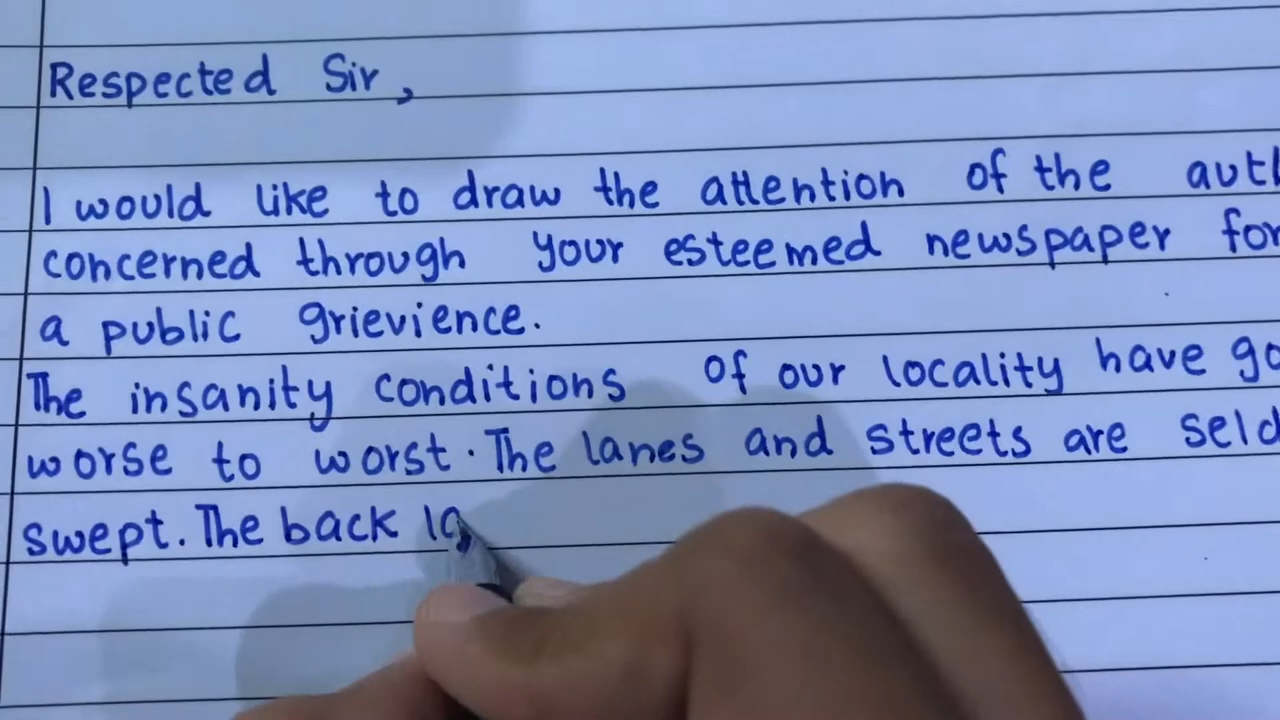 Respected Sir,
I would like to draw the attention of the
concerned through your esteemed newspaper for
a public grievience.
The insanity conditions of our locality have
worse to worst. The lanes and streets are
swept. The back